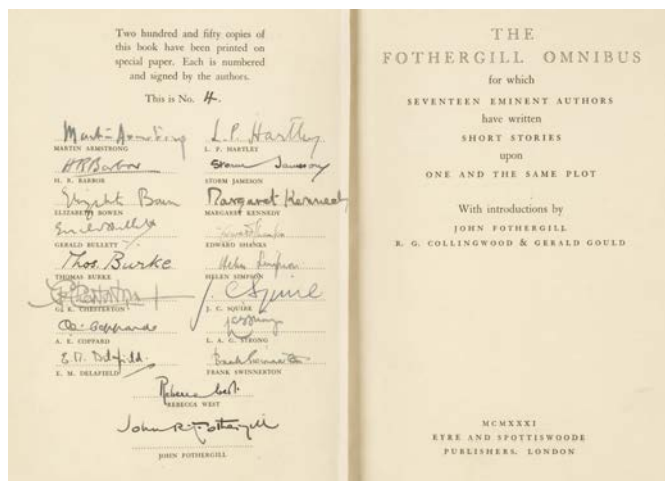 Two hundred and fifty copies of
this book have been printed on
special paper. Each is numbered
and signed by the authors.
This is No. 4.
Martin Armstrong
MARTIN ARMSTRONG
H R Barbor
H. R. BARBOR
Elizabeth Bowen
ELIZABETH BOWEN
Gerald Bullett
GERALD BULLETT
Thos. Burke
THOMAS BURKE
G. K. CHESTERTON
A. E. Coppard
A. E. COPPARD
E. M. Delafield.
E. M. DELAFIELD
L. P. Hartley
L. P. HARTLEY
Storm Jameson
STORM JAMESON
Margaret Kennedy
MARGARET KENNEDY
Edward Shanks
EDWARD SHANKS
Helen Simpson
HELEN SIMPSON
J. C. Squire
J. C. SQUIRE
L. A. G. STRONG
Frank Swinnerton
FRANK SWINNERTON
Rebecca West.
REBECCA WEST
John R. Fothergill
JOHN FOTHERGILL
THE
FOTHERGILL OMNIBUS
for which
SEVENTEEN EMINENT AUTHORS
have written
SHORT STORIES
upon
ONE AND THE SAME PLOT
With introductions by
JOHN FOTHERGILL
R. G. COLLINGWOOD & GERALD GOULD
MCMXXXI
EYRE AND SPOTTISWOODE
PUBLISHERS, LONDON